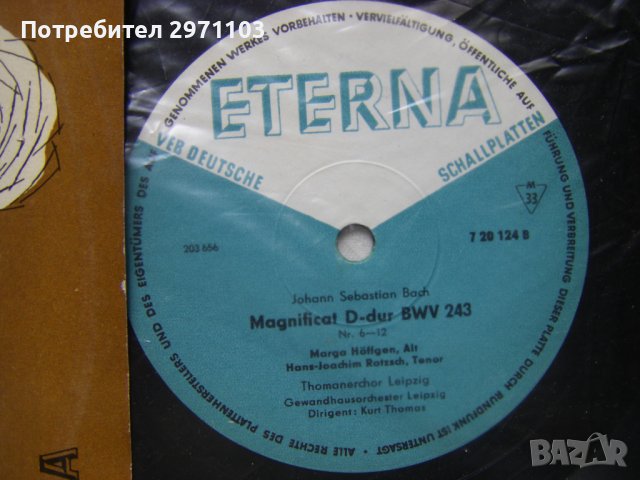 Потребител 2971103
GENOMMENEN WERKES VORBEHALTEN · VERVIELFÄLTIGUNG, ÖFFENTLICHE AUF
FÜHRUNG UND VERBREITUNG DIESER PLATTE DURCH RUNDFUNK IST UNTERSAGT · ALLE RECHTE DES PLATTENHERSTELLERS UND DES EIGENTÜMERS DES AUF
ETERNA
VEB DEUTSCHE
SCHALLPLATTEN
M
33
203 656
7 20 124 B
Johann Sebastian Bach
Magnificat D-dur BWV 243
Nr. 6—12
Marga Höffgen, Alt
Hans-Joachim Rotzsch, Tenor
Thomanerchor Leipzig
Gewandhausorchester Leipzig
Dirigent: Kurt Thomas
A
BAZAR